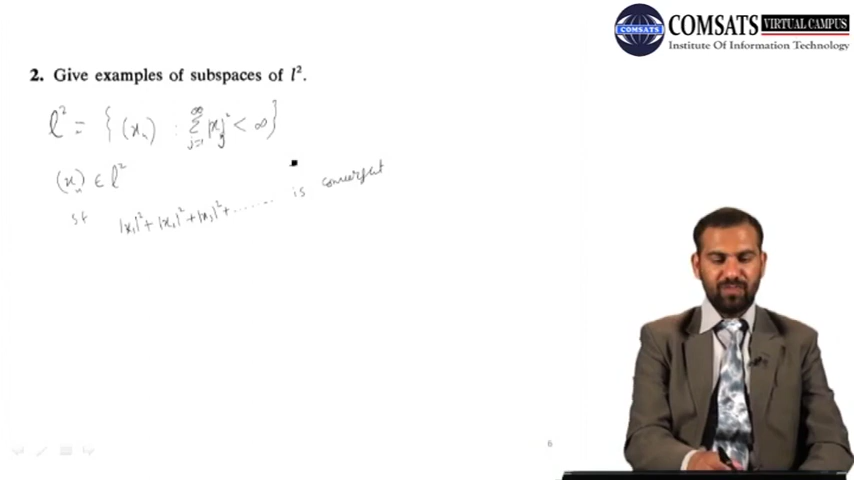 COMSATS VIRTUAL CAMPUS
Institute Of Information Technology
2. Give examples of subspaces of l².
l² = { (xₙ) : ∑_{j=1}^∞ |xⱼ|² < ∞ }
(xₙ) ∈ l²
st |x₁|² + |x₂|² + |x₃|² + ........ is convergent
6